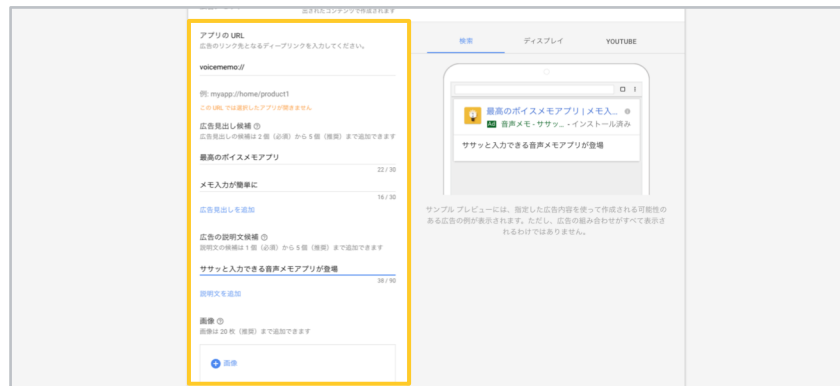 出されたコンテンツで作成されます
アプリの URL
広告のリンク先となるディープリンクを入力してください。
voicememo://
例: myapp://home/product1
この URL では選択したアプリが開きません
広告見出し候補
広告見出しの候補は 2 個（必須）から 5 個（推奨）まで追加できます
最高のボイスメモアプリ
22 / 30
メモ入力が簡単に
16 / 30
広告見出しを追加
広告の説明文候補
説明文の候補は 1 個（必須）から 5 個（推奨）まで追加できます
ササッと入力できる音声メモアプリが登場
38 / 90
説明文を追加
画像
画像は 20 枚（推奨）まで追加できます
画像
検索
ディスプレイ
YOUTUBE
最高のボイスメモアプリ | メモ入...
Ad 音声メモ - ササッ... - インストール済み
ササッと入力できる音声メモアプリが登場
サンプル プレビューには、指定した広告内容を使って作成される可能性の
ある広告の例が表示されます。ただし、広告の組み合わせがすべて表示さ
れるわけではありません。